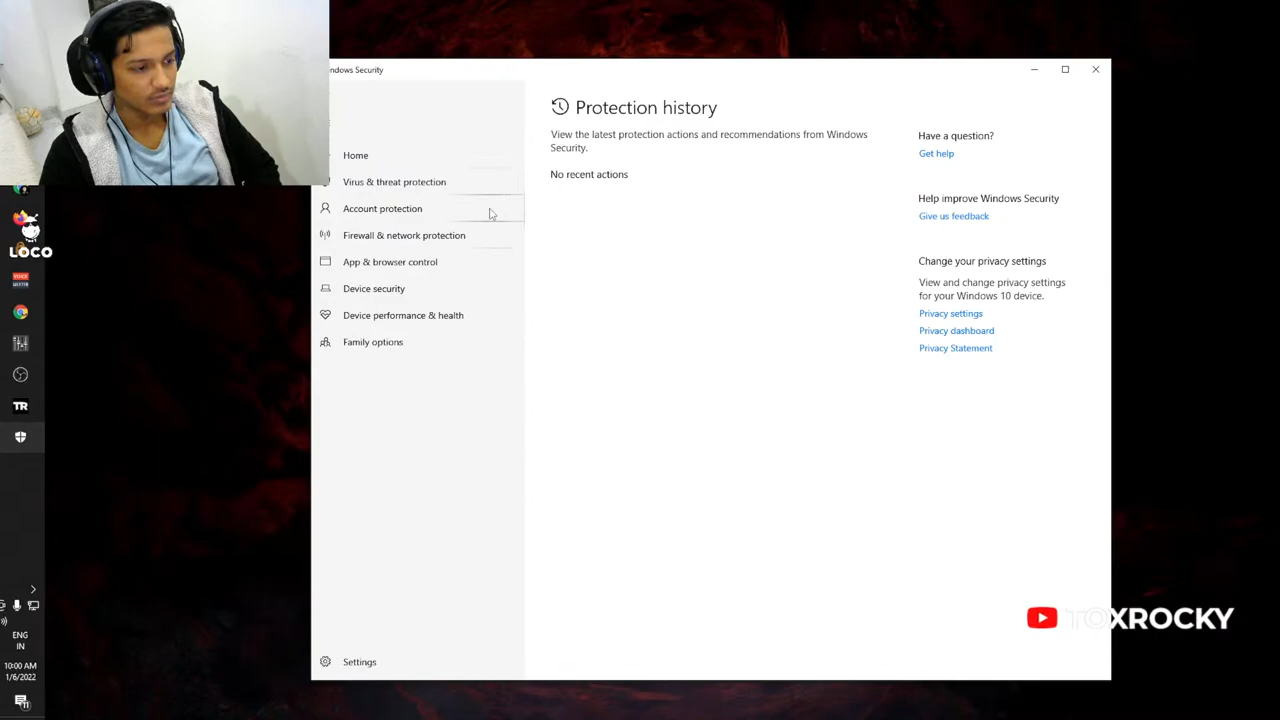 ndows Security
Home
Virus & threat protection
Account protection
Firewall & network protection
App & browser control
Device security
Device performance & health
Family options
Settings
Protection history
View the latest protection actions and recommendations from Windows
Security.
No recent actions
Have a question?
Get help
Help improve Windows Security
Give us feedback
Change your privacy settings
View and change privacy settings
for your Windows 10 device.
Privacy settings
Privacy dashboard
Privacy Statement
LOCO
TR
ENG
IN
10:00 AM
1/6/2022
TOXROCKY